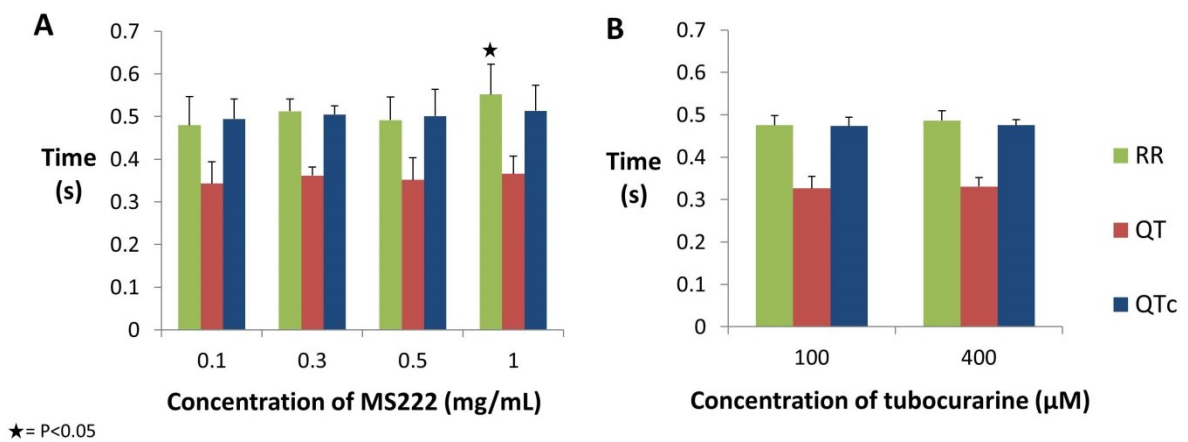 A
0.7
0.6
0.5
0.4
0.3
0.2
0.1
0
Time
(s)
★
0.1 0.3 0.5 1
Concentration of MS222 (mg/mL)
★= P<0.05
B
0.7
0.6
0.5
0.4
0.3
0.2
0.1
0
Time
(s)
100 400
Concentration of tubocurarine (μM)
RR
QT
QTc